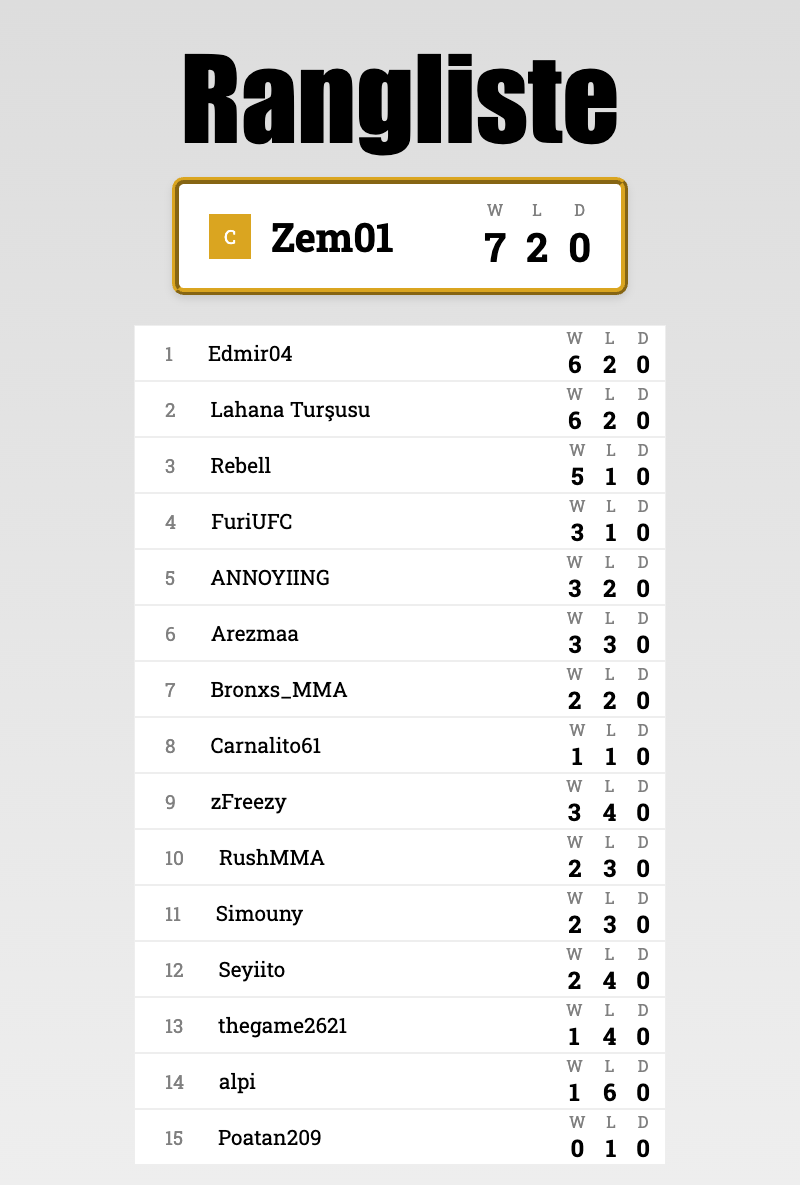 Rangliste
C Zem01 W L D
7 2 0
1 Edmir04 W L D
6 2 0
2 Lahana Turşusu W L D
6 2 0
3 Rebell W L D
5 1 0
4 FuriUFC W L D
3 1 0
5 ANNOYIING W L D
3 2 0
6 Arezmaa W L D
3 3 0
7 Bronxs_MMA W L D
2 2 0
8 Carnalito61 W L D
1 1 0
9 zFreezy W L D
3 4 0
10 RushMMA W L D
2 3 0
11 Simouny W L D
2 3 0
12 Seyiito W L D
2 4 0
13 thegame2621 W L D
1 4 0
14 alpi W L D
1 6 0
15 Poatan209 W L D
0 1 0